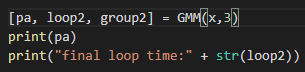 [pa, loop2, group2] = GMM(x,3)
print(pa)
print("final loop time:" + str(loop2))